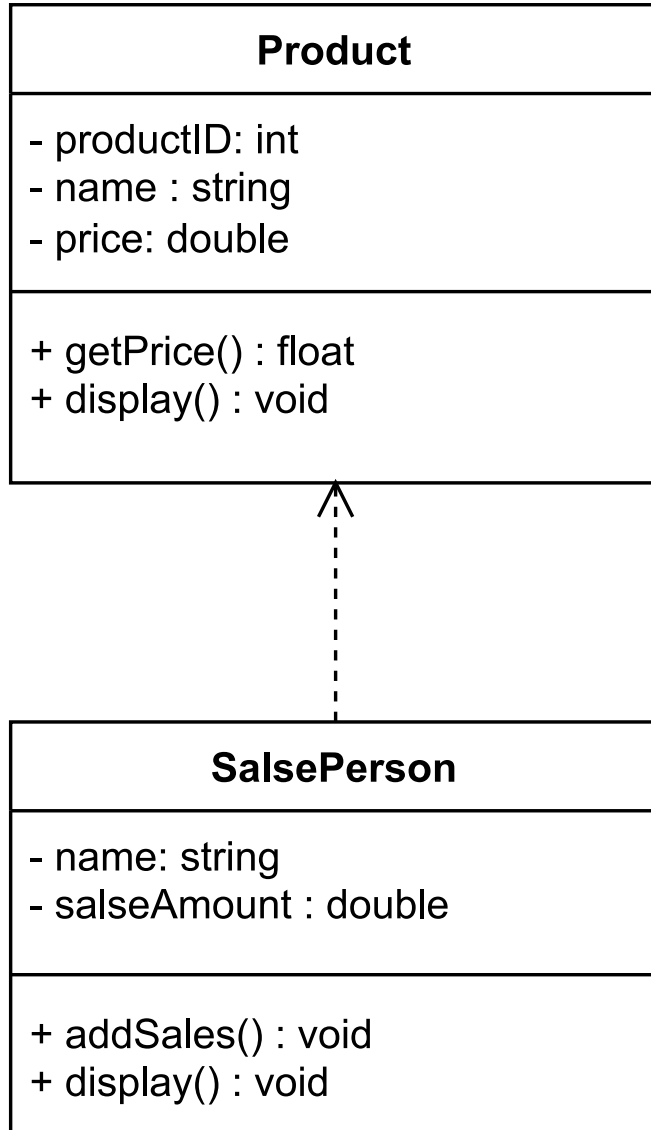 Product
- productID: int
- name : string
- price: double
+ getPrice() : float
+ display() : void
SalsePerson
- name: string
- salseAmount : double
+ addSales() : void
+ display() : void